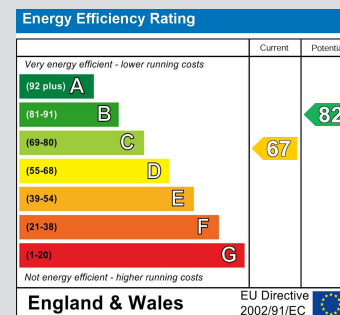 Energy Efficiency Rating
Current
Very energy efficient - lower running costs
(92 plus) A
(81-91) B
82
(69-80) C
67
(55-68) D
(39-54) E
(21-38) F
(1-20) G
Not energy efficient - higher running costs
England & Wales
EU Directive
2002/91/EC